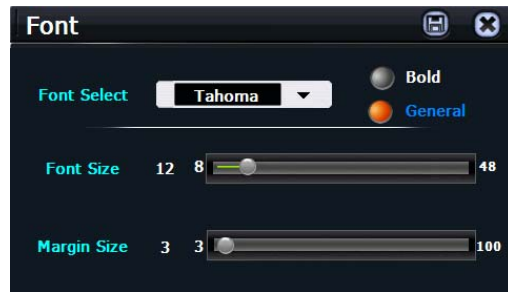 Font
Font Select Tahoma Bold
General
Font Size 12 8 48
Margin Size 3 3 100